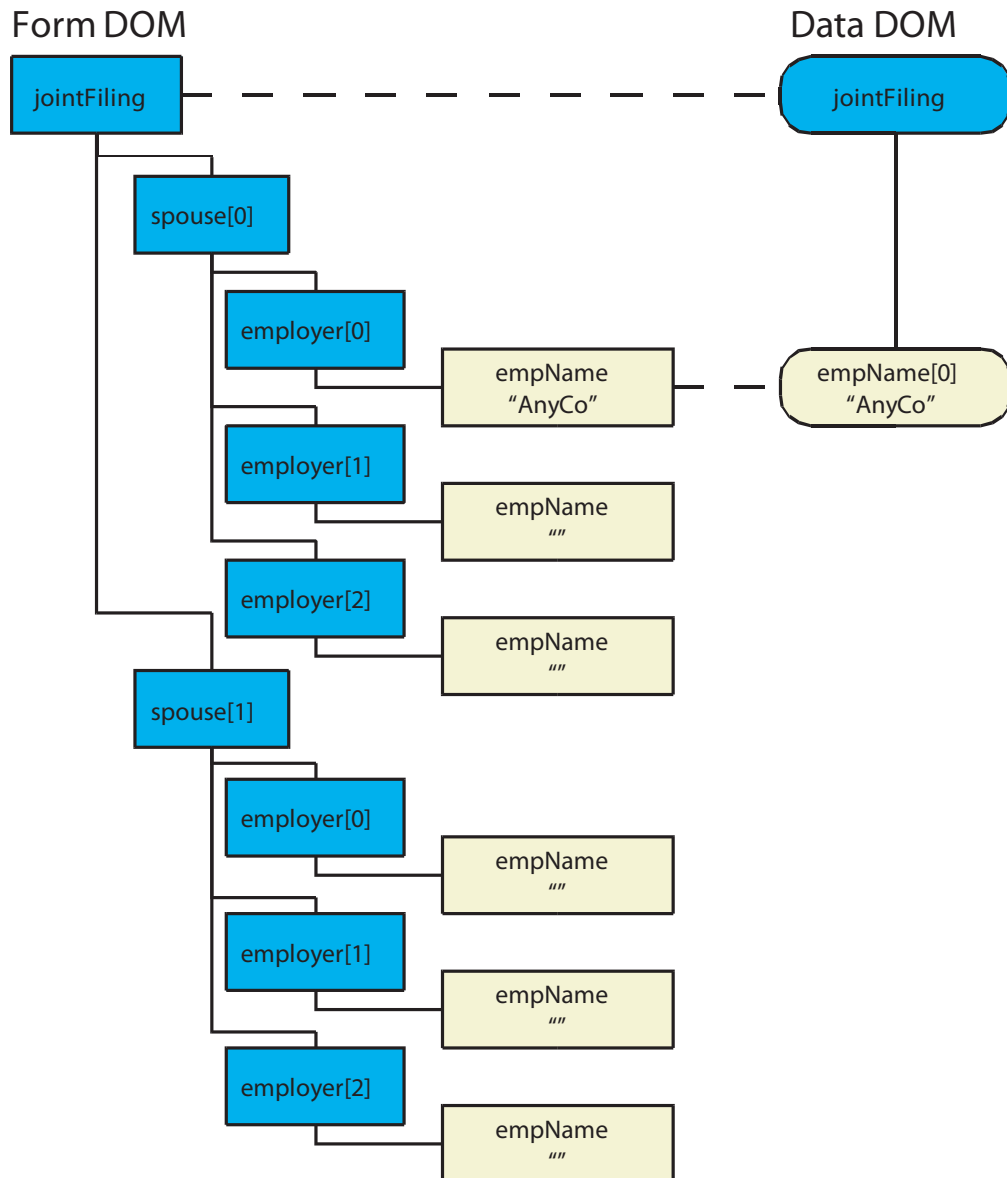 Form DOM
Data DOM
jointFiling
jointFiling
spouse[0]
employer[0]
empName
“AnyCo”
empName[0]
“AnyCo”
employer[1]
empName
“”
employer[2]
empName
“”
spouse[1]
employer[0]
empName
“”
employer[1]
empName
“”
employer[2]
empName
“”